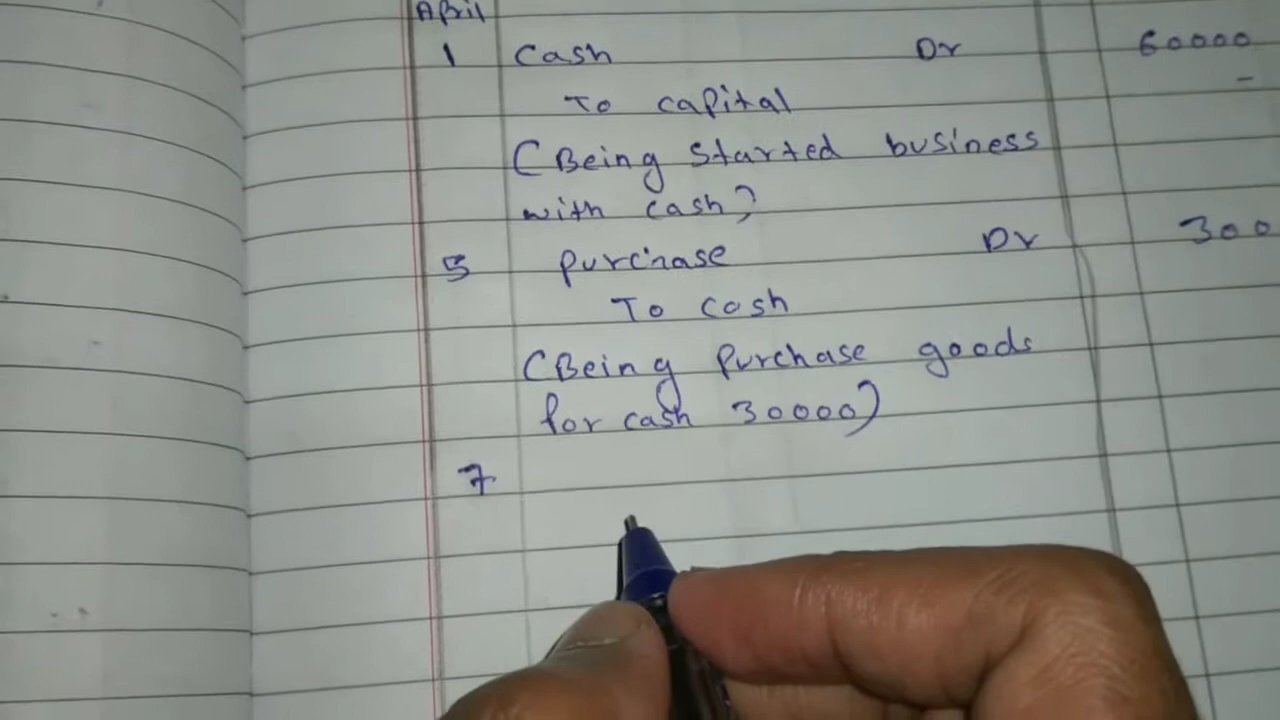 April
1 Cash Dr 60000
To capital
(Being Started business
with cash)
5 purchase Dr 300
To cash
(Being purchase goods
for cash 30000)
7